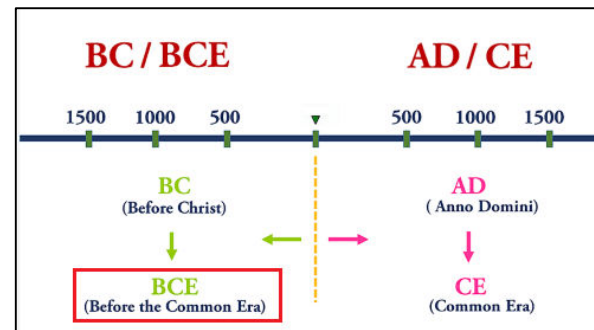 BC / BCE
AD / CE
1500 1000 500 500 1000 1500
BC
(Before Christ)
AD
( Anno Domini)
BCE
(Before the Common Era)
CE
(Common Era)